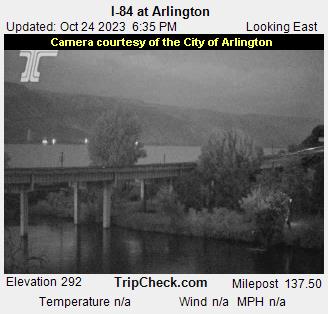 I-84 at Arlington
Updated: Oct 24 2023 6:35 PM Looking East
Camera courtesy of the City of Arlington
Elevation 292 TripCheck.com Milepost 137.50
Temperature n/a Wind n/a MPH n/a